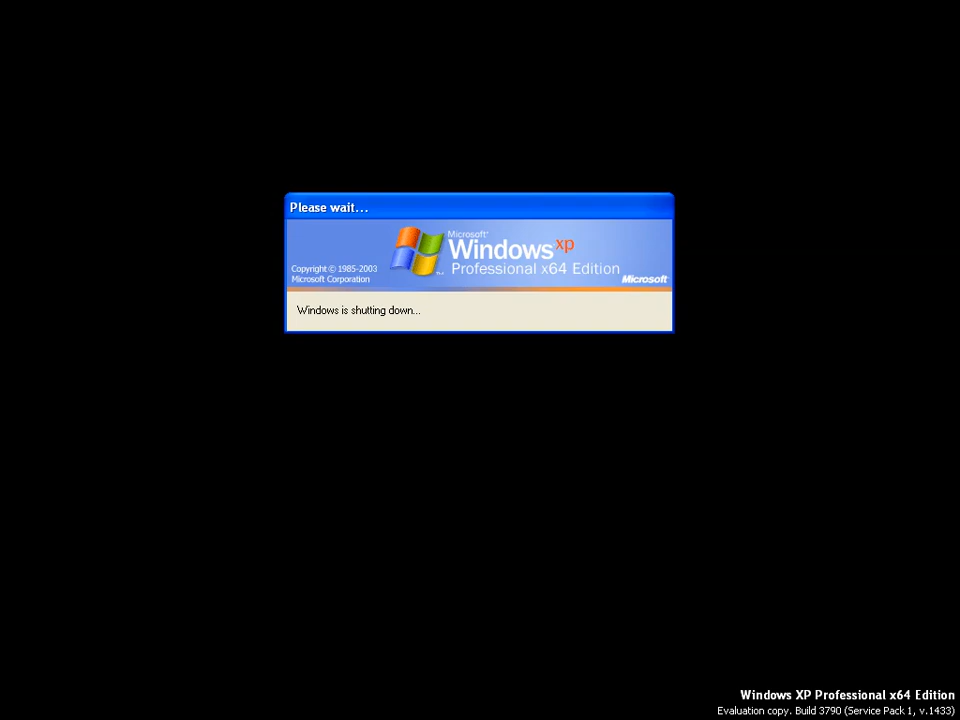 Please wait...
Microsoft®
Windows xp
Professional x64 Edition
Copyright © 1985-2003
Microsoft Corporation
Microsoft
Windows is shutting down...
Windows XP Professional x64 Edition
Evaluation copy. Build 3790 (Service Pack 1, v.1433)